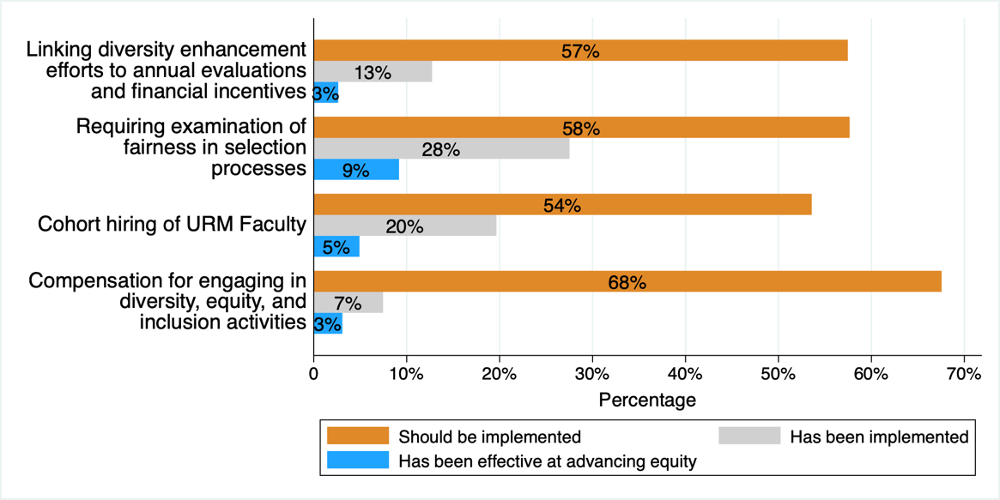 Linking diversity enhancement
efforts to annual evaluations
and financial incentives
57%
13%
3%
Requiring examination of
fairness in selection
processes
58%
28%
9%
Cohort hiring of URM Faculty
54%
20%
5%
Compensation for engaging in
diversity, equity, and
inclusion activities
68%
7%
3%
0 10% 20% 30% 40% 50% 60% 70%
Percentage
Should be implemented
Has been implemented
Has been effective at advancing equity